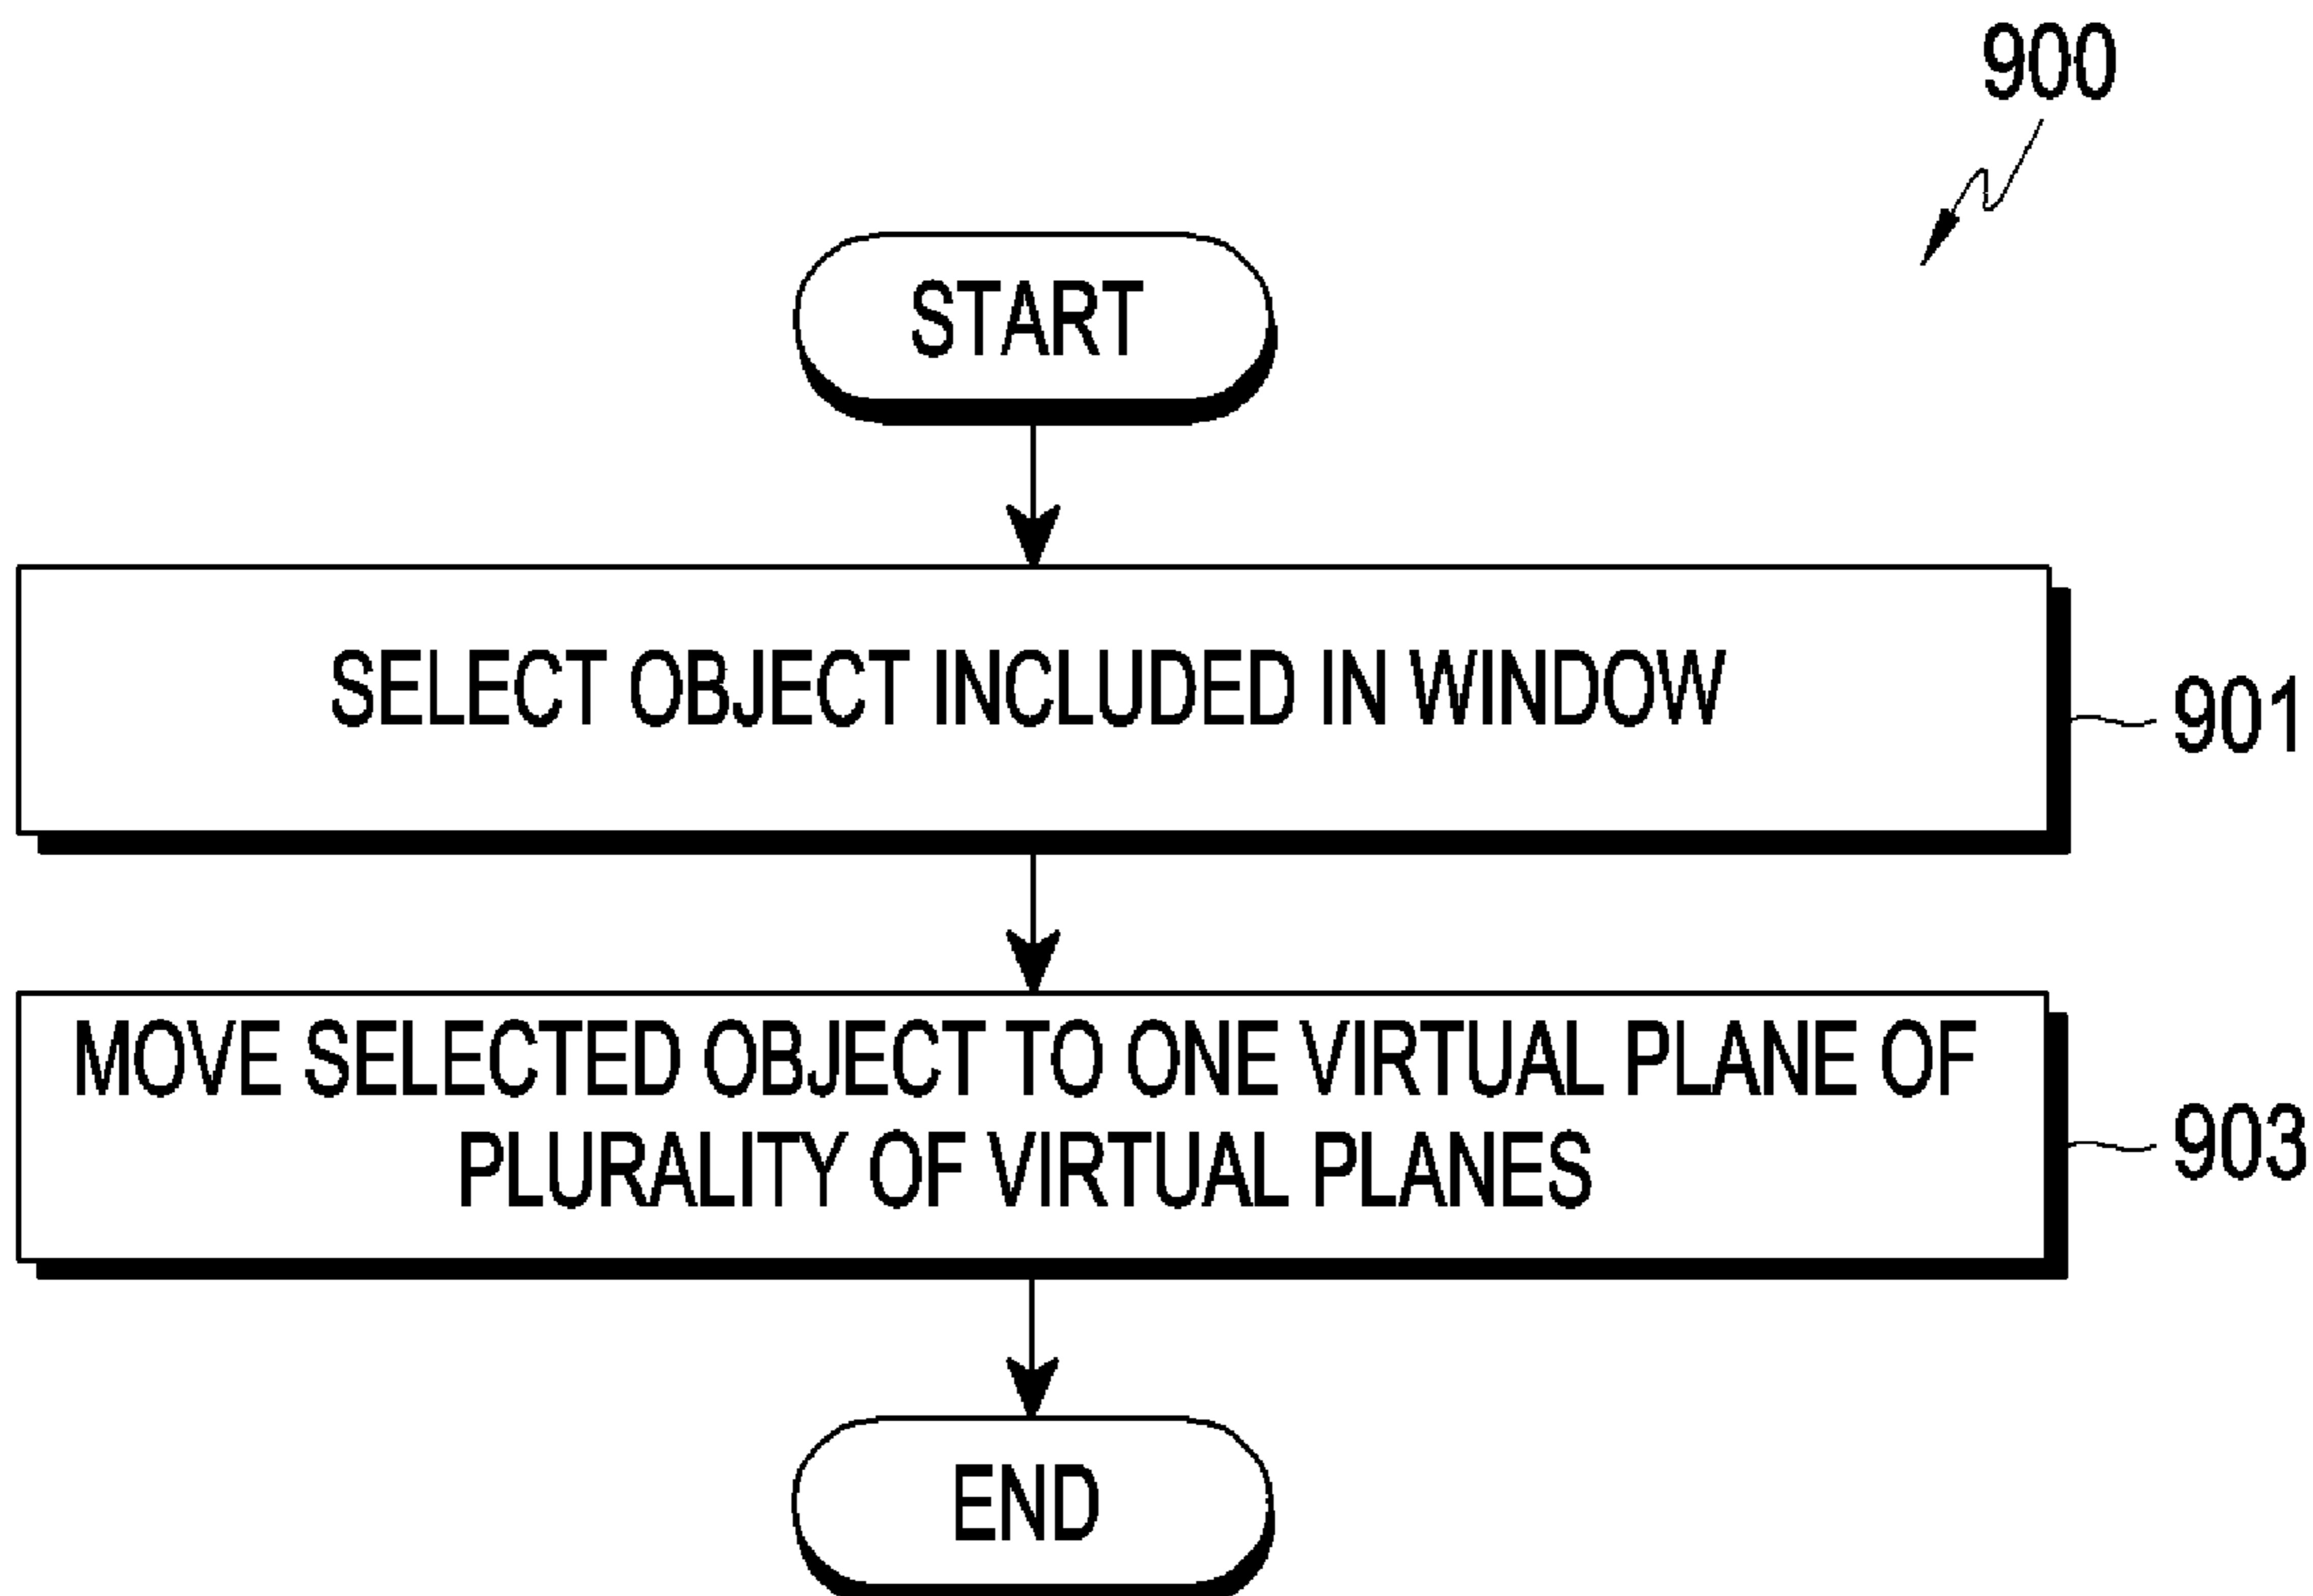 900
START
SELECT OBJECT INCLUDED IN WINDOW
901
MOVE SELECTED OBJECT TO ONE VIRTUAL PLANE OF
PLURALITY OF VIRTUAL PLANES
903
END